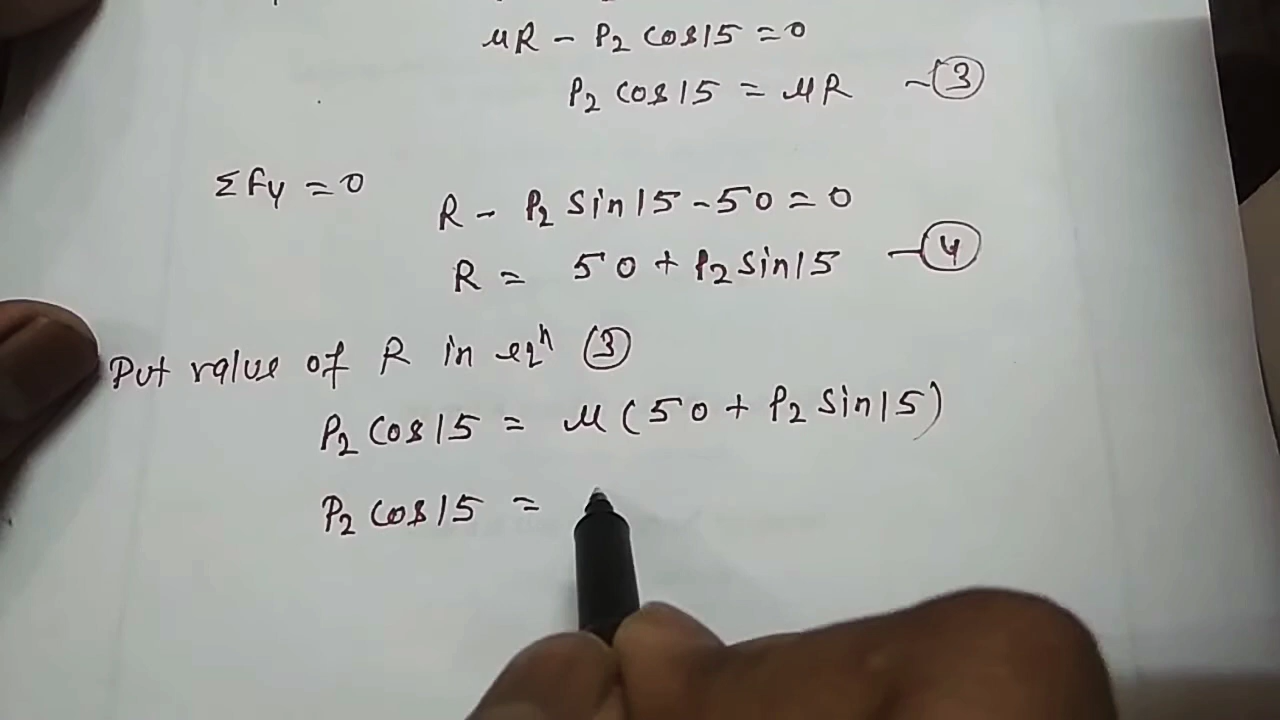 μR - P₂ cos15 = 0
P₂ cos15 = μR - ③
ΣFy = 0
R - P₂ sin15 - 50 = 0
R = 50 + P₂ sin15 - ④
Put value of R in eqⁿ ③
P₂ cos15 = μ(50 + P₂ sin15)
P₂ cos15 =